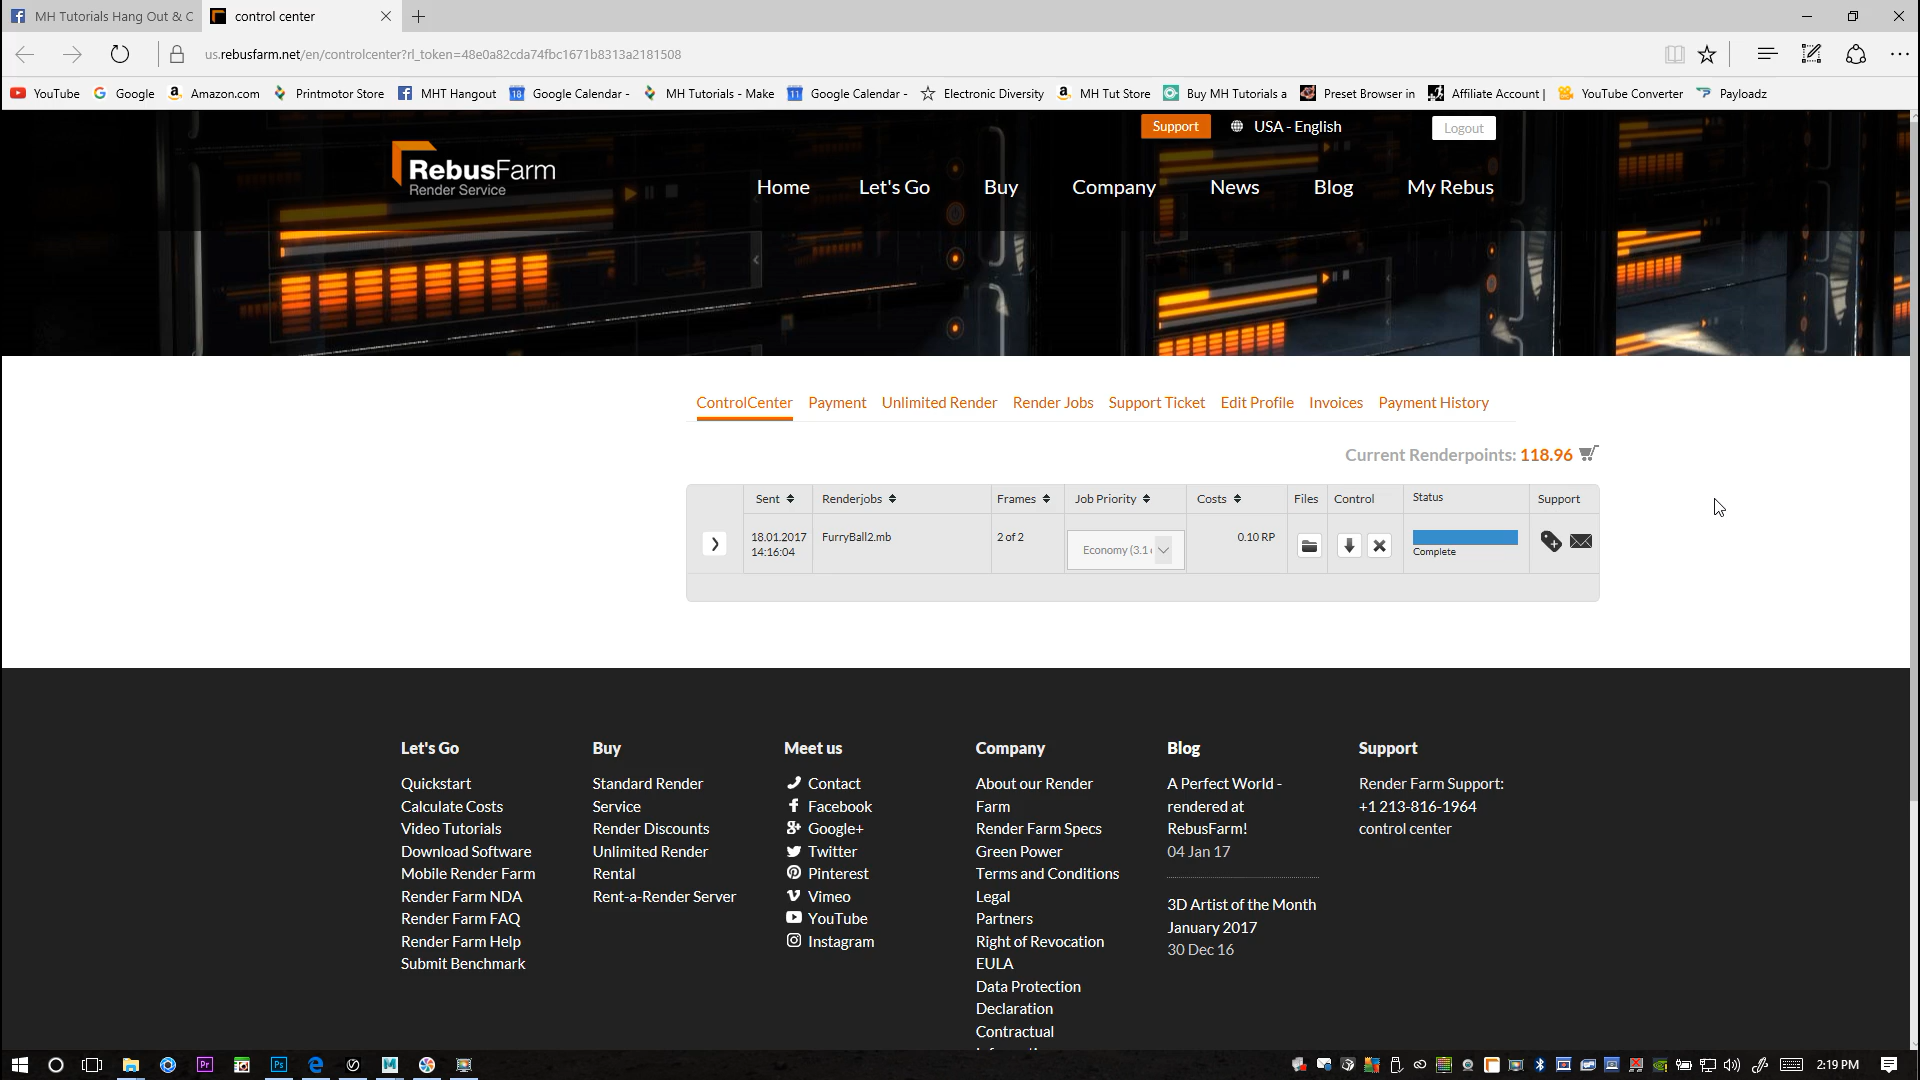 MH Tutorials Hang Out & C
control center
us.rebusfarm.net/en/controlcenter?rl_token=48e0a82cda74fbc1671b8313a2181508
YouTube Google Amazon.com Printmotor Store MHT Hangout Google Calendar - MH Tutorials - Make Google Calendar - Electronic Diversity MH Tut Store Buy MH Tutorials a Preset Browser in Affiliate Account | YouTube Converter Payloadz
Support USA - English Logout
RebusFarm
Render Service
Home Let's Go Buy Company News Blog My Rebus
ControlCenter Payment Unlimited Render Render Jobs Support Ticket Edit Profile Invoices Payment History
Current Renderpoints: 118.96
Sent Renderjobs Frames Job Priority Costs Files Control Status Support
18.01.2017 FurryBall2.mb 2 of 2 Economy (3.1 0.10 RP
14:16:04 Complete
Let's Go
Quickstart
Calculate Costs
Video Tutorials
Download Software
Mobile Render Farm
Render Farm NDA
Render Farm FAQ
Render Farm Help
Submit Benchmark
Buy
Standard Render
Service
Render Discounts
Unlimited Render
Rental
Rent-a-Render Server
Meet us
Contact
Facebook
Google+
Twitter
Pinterest
Vimeo
YouTube
Instagram
Company
About our Render
Farm
Render Farm Specs
Green Power
Terms and Conditions
Legal
Partners
Right of Revocation
EULA
Data Protection
Declaration
Contractual
Blog
A Perfect World -
rendered at
RebusFarm!
04 Jan 17
3D Artist of the Month
January 2017
30 Dec 16
Support
Render Farm Support:
+1 213-816-1964
control center
2:19 PM